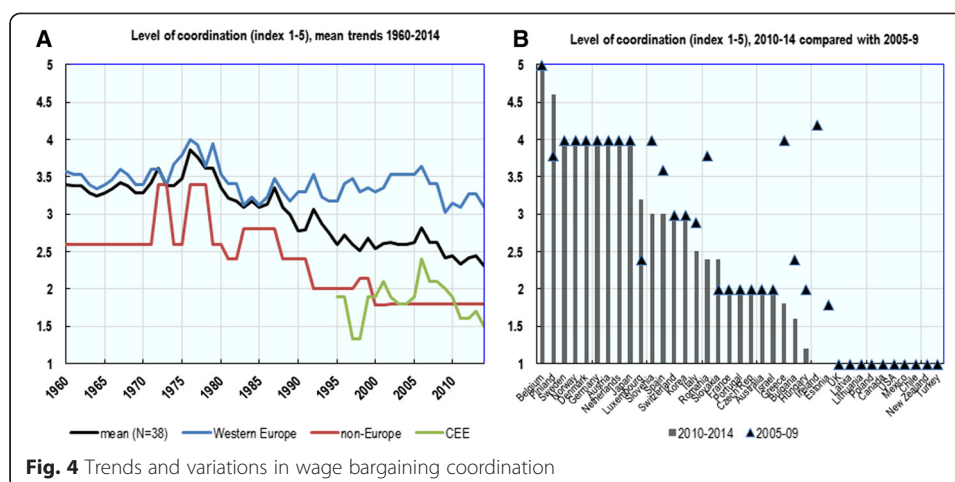 A
Level of coordination (index 1-5), mean trends 1960-2014
5
4.5
4
3.5
3
2.5
2
1.5
1
1960
1965
1970
1975
1980
1985
1990
1995
2000
2005
2010
mean (N=38)
Western Europe
non-Europe
CEE
B
Level of coordination (index 1-5), 2010-14 compared with 2005-9
5
4.5
4
3.5
3
2.5
2
1.5
1
Belgium
Finland
Sweden
Norway
Denmark
Germany
Austria
Netherlands
Japan
Luxembourg
Slovenia
Spain
Switzerland
Korea
Italy
Romania
Slovakia
France
Portugal
Australia
Israel
Greece
Bulgaria
Hungary
Ireland
Estonia
UK
Latvia
Lithuania
Poland
Canada
USA
Mexico
Chile
New Zealand
Turkey
2010-2014
2005-09
Fig. 4 Trends and variations in wage bargaining coordination